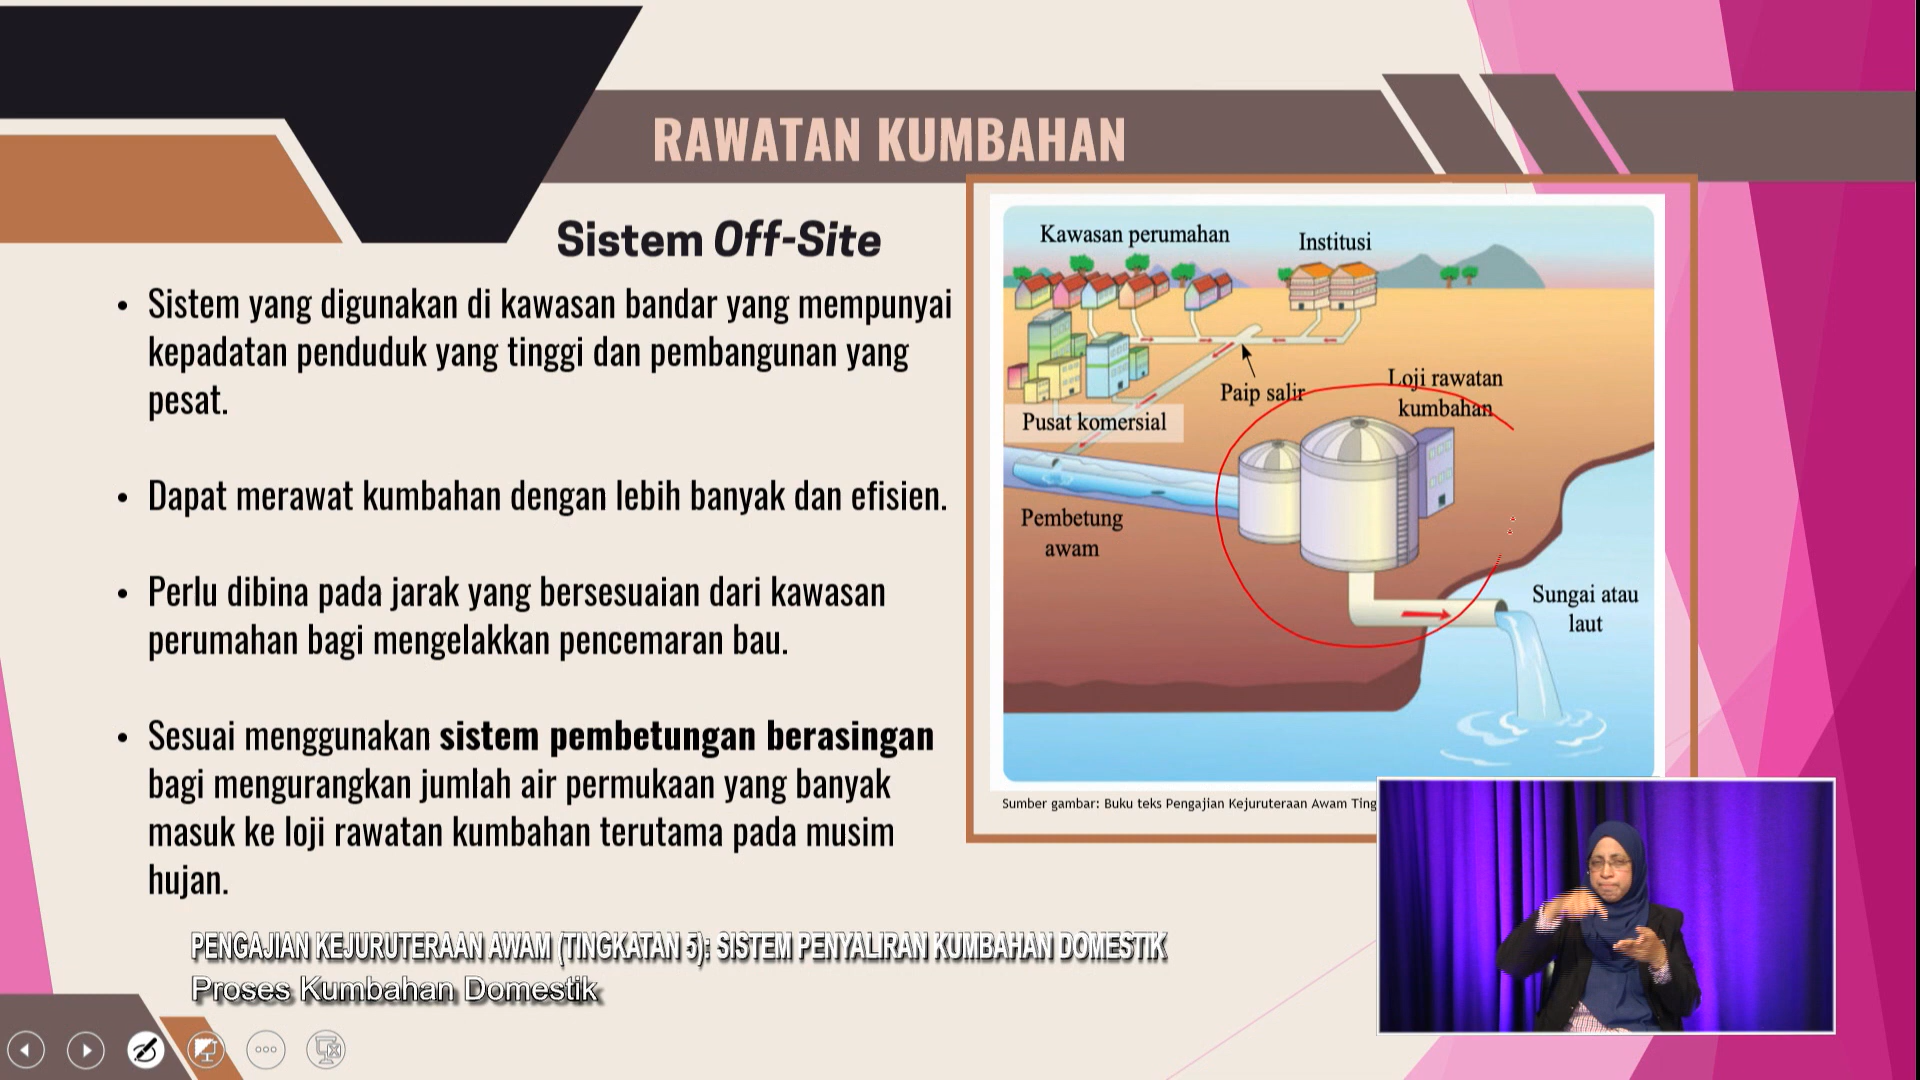 RAWATAN KUMBAHAN
Sistem Off-Site
• Sistem yang digunakan di kawasan bandar yang mempunyai
kepadatan penduduk yang tinggi dan pembangunan yang
pesat.
• Dapat merawat kumbahan dengan lebih banyak dan efisien.
• Perlu dibina pada jarak yang bersesuaian dari kawasan
perumahan bagi mengelakkan pencemaran bau.
• Sesuai menggunakan sistem pembetungan berasingan
bagi mengurangkan jumlah air permukaan yang banyak
masuk ke loji rawatan kumbahan terutama pada musim
hujan.
Kawasan perumahan
Institusi
Paip salir
Loji rawatan
kumbahan
Pusat komersial
Pembetung
awam
Sungai atau
laut
Sumber gambar: Buku teks Pengajian Kejuruteraan Awam
PENGAJIAN KEJURUTERAAN AWAM (TINGKATAN 5): SISTEM PENYALIRAN KUMBAHAN DOMESTIK
Proses Kumbahan Domestik